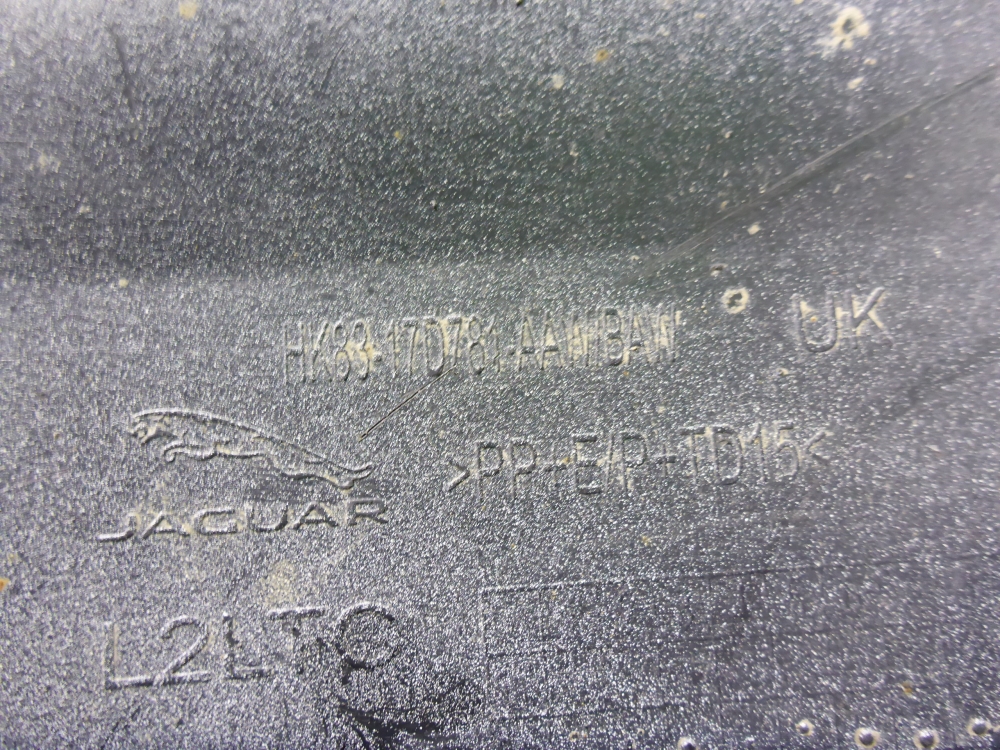 HK83-17D781-AAW/BAW UK
>PP+E/P-TD15<
JAGUAR
L2LTC